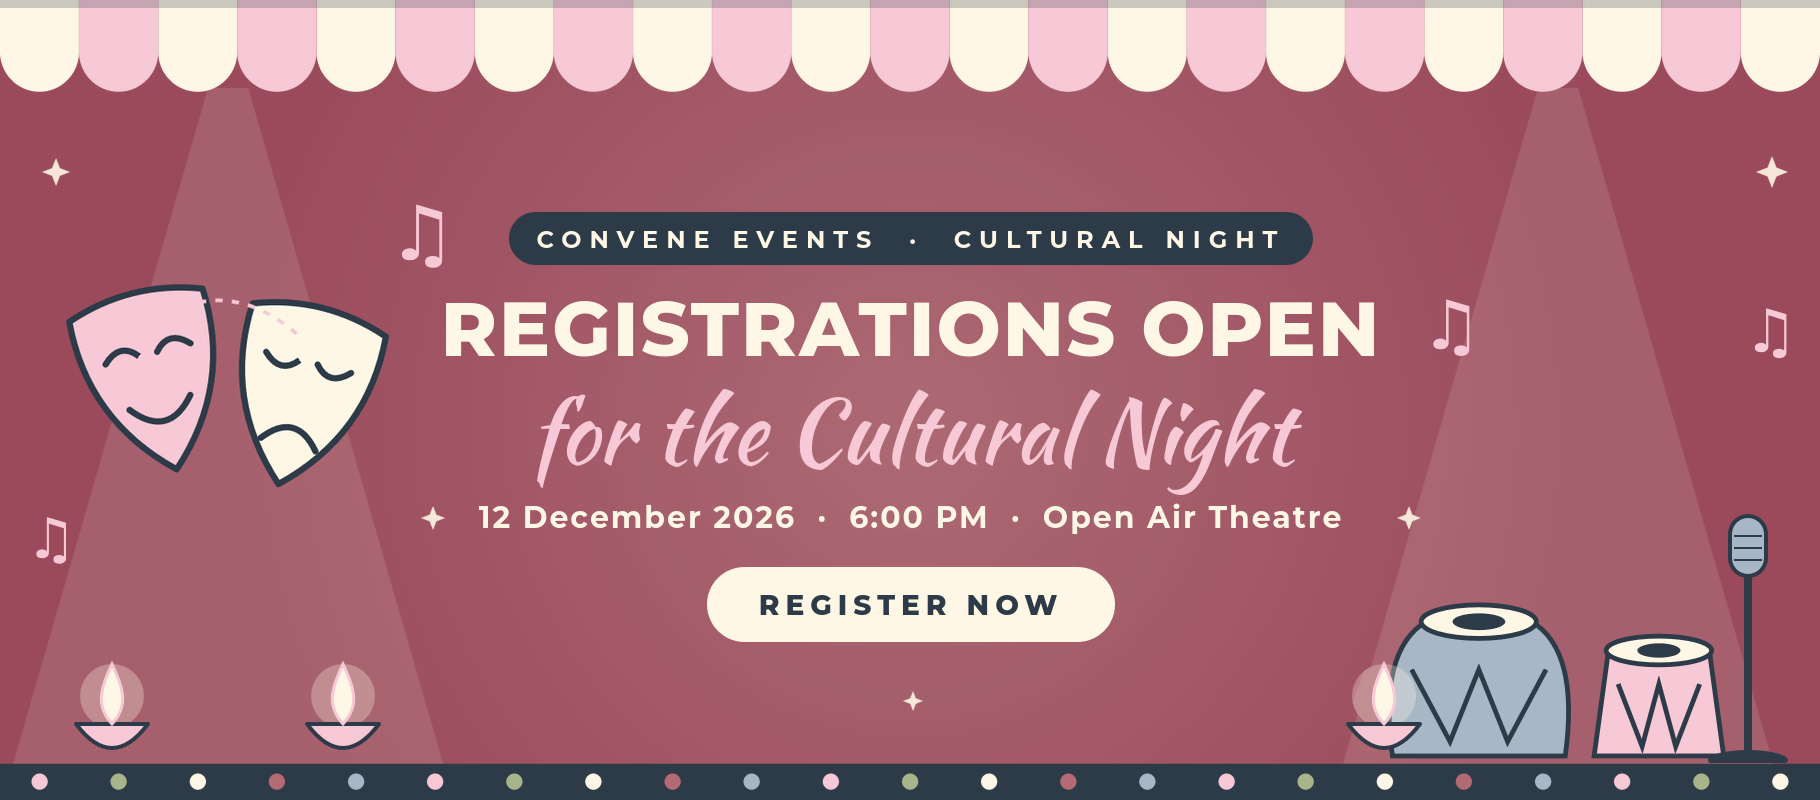 CONVENE EVENTS · CULTURAL NIGHT
REGISTRATIONS OPEN
for the Cultural Night
12 December 2026 · 6:00 PM · Open Air Theatre
REGISTER NOW